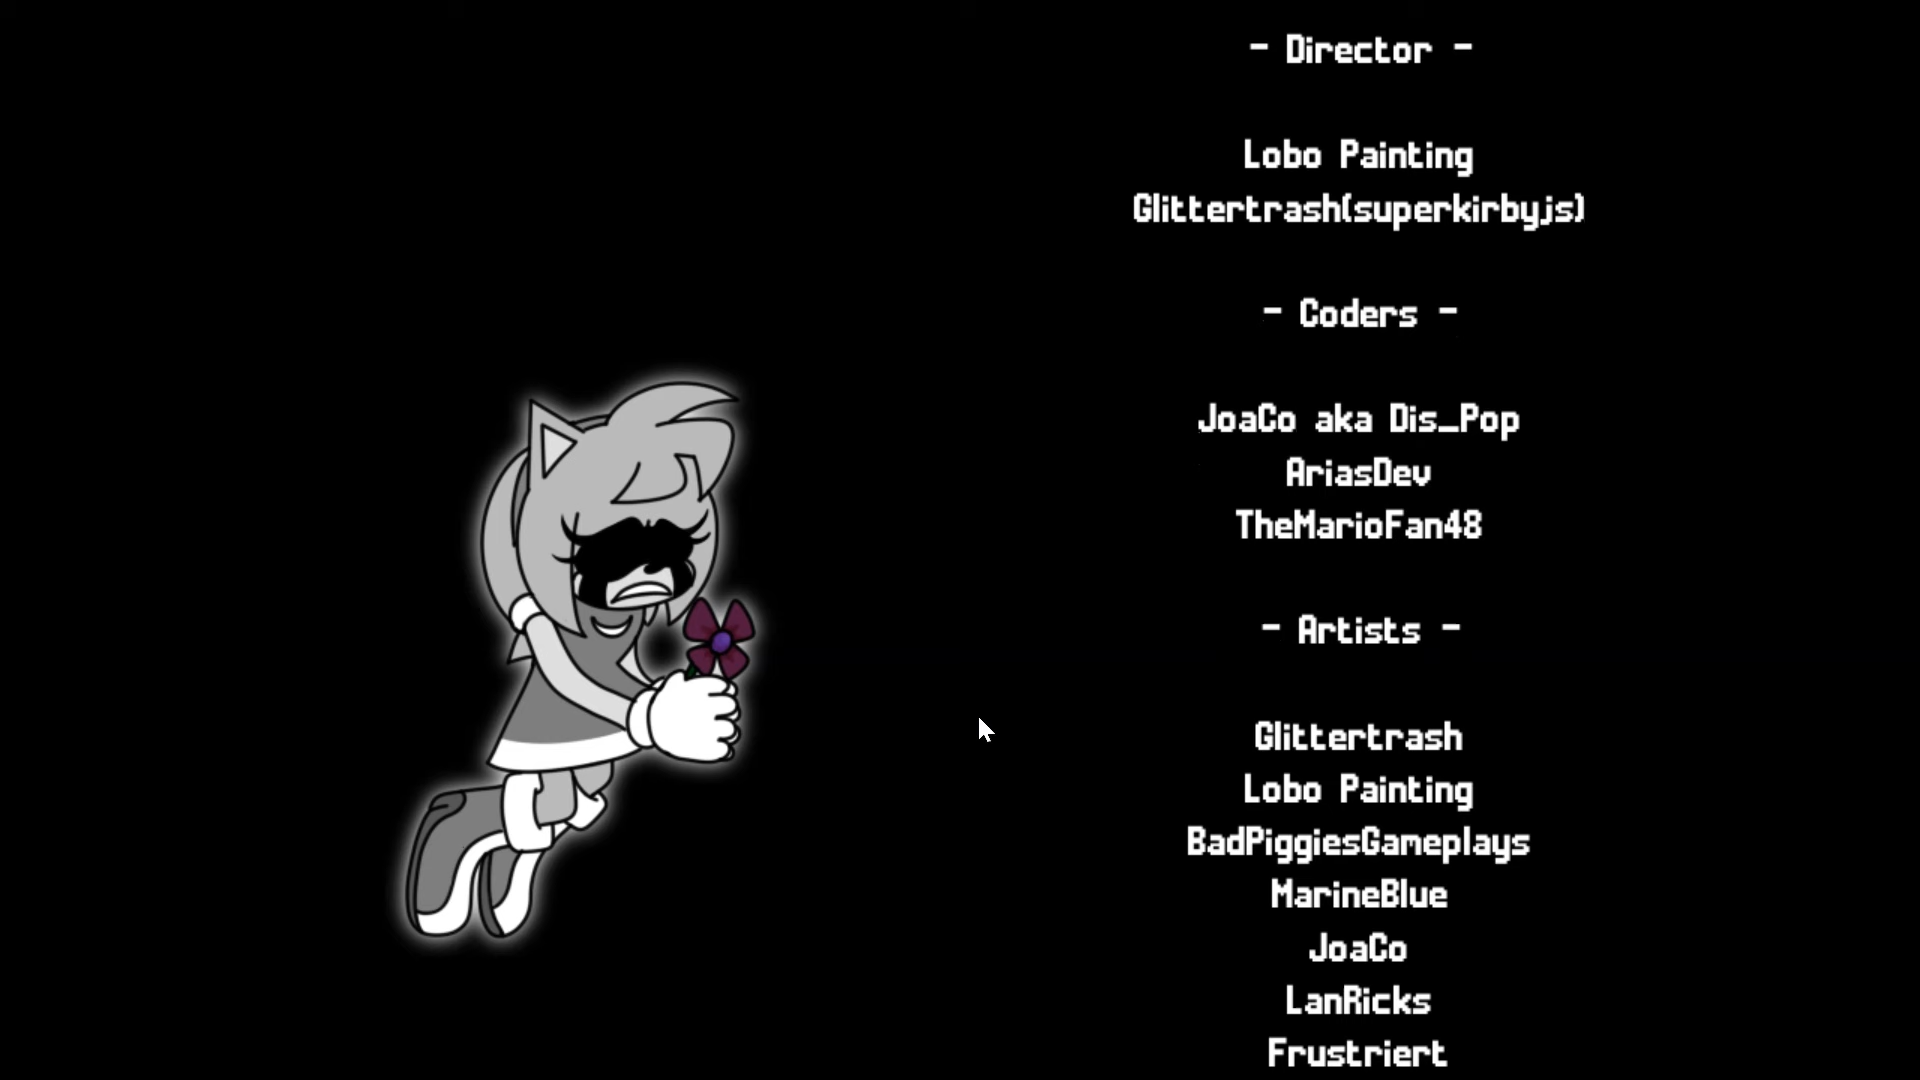 - Director -
Lobo Painting
Glittertrash(superkirbyjs)
- Coders -
JoaCo aka Dis_Pop
AriasDev
TheMarioFan48
- Artists -
Glittertrash
Lobo Painting
BadPiggiesGameplays
MarineBlue
JoaCo
LanRicks
Frustriert